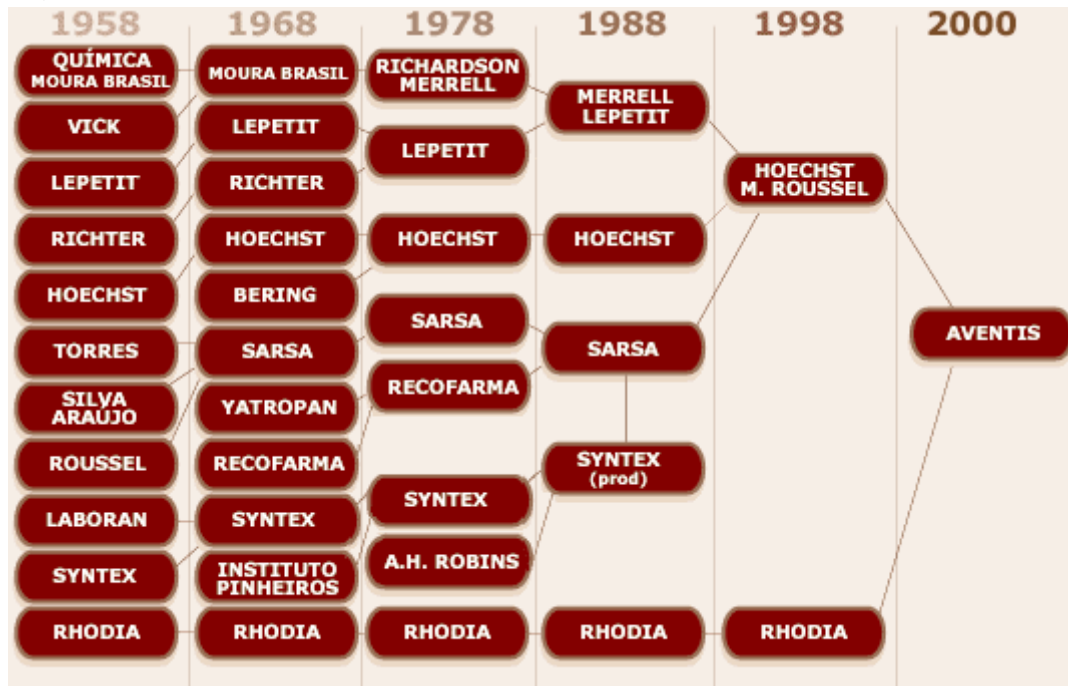 1958
1968
1978
1988
1998
2000
QUÍMICA
MOURA BRASIL
VICK
LEPETIT
RICHTER
HOECHST
TORRES
SILVA
ARAÚJO
ROUSSEL
LABORAN
SYNTEX
RHODIA
MOURA BRASIL
LEPETIT
RICHTER
HOECHST
BERING
SARSA
YATROPAN
RECOFARMA
SYNTEX
INSTITUTO
PINHEIROS
RHODIA
RICHARDSON
MERRELL
LEPETIT
HOECHST
SARSA
RECOFARMA
SYNTEX
A.H. ROBINS
RHODIA
MERRELL
LEPETIT
HOECHST
SARSA
SYNTEX
(prod)
RHODIA
HOECHST
M. ROUSSEL
RHODIA
AVENTIS